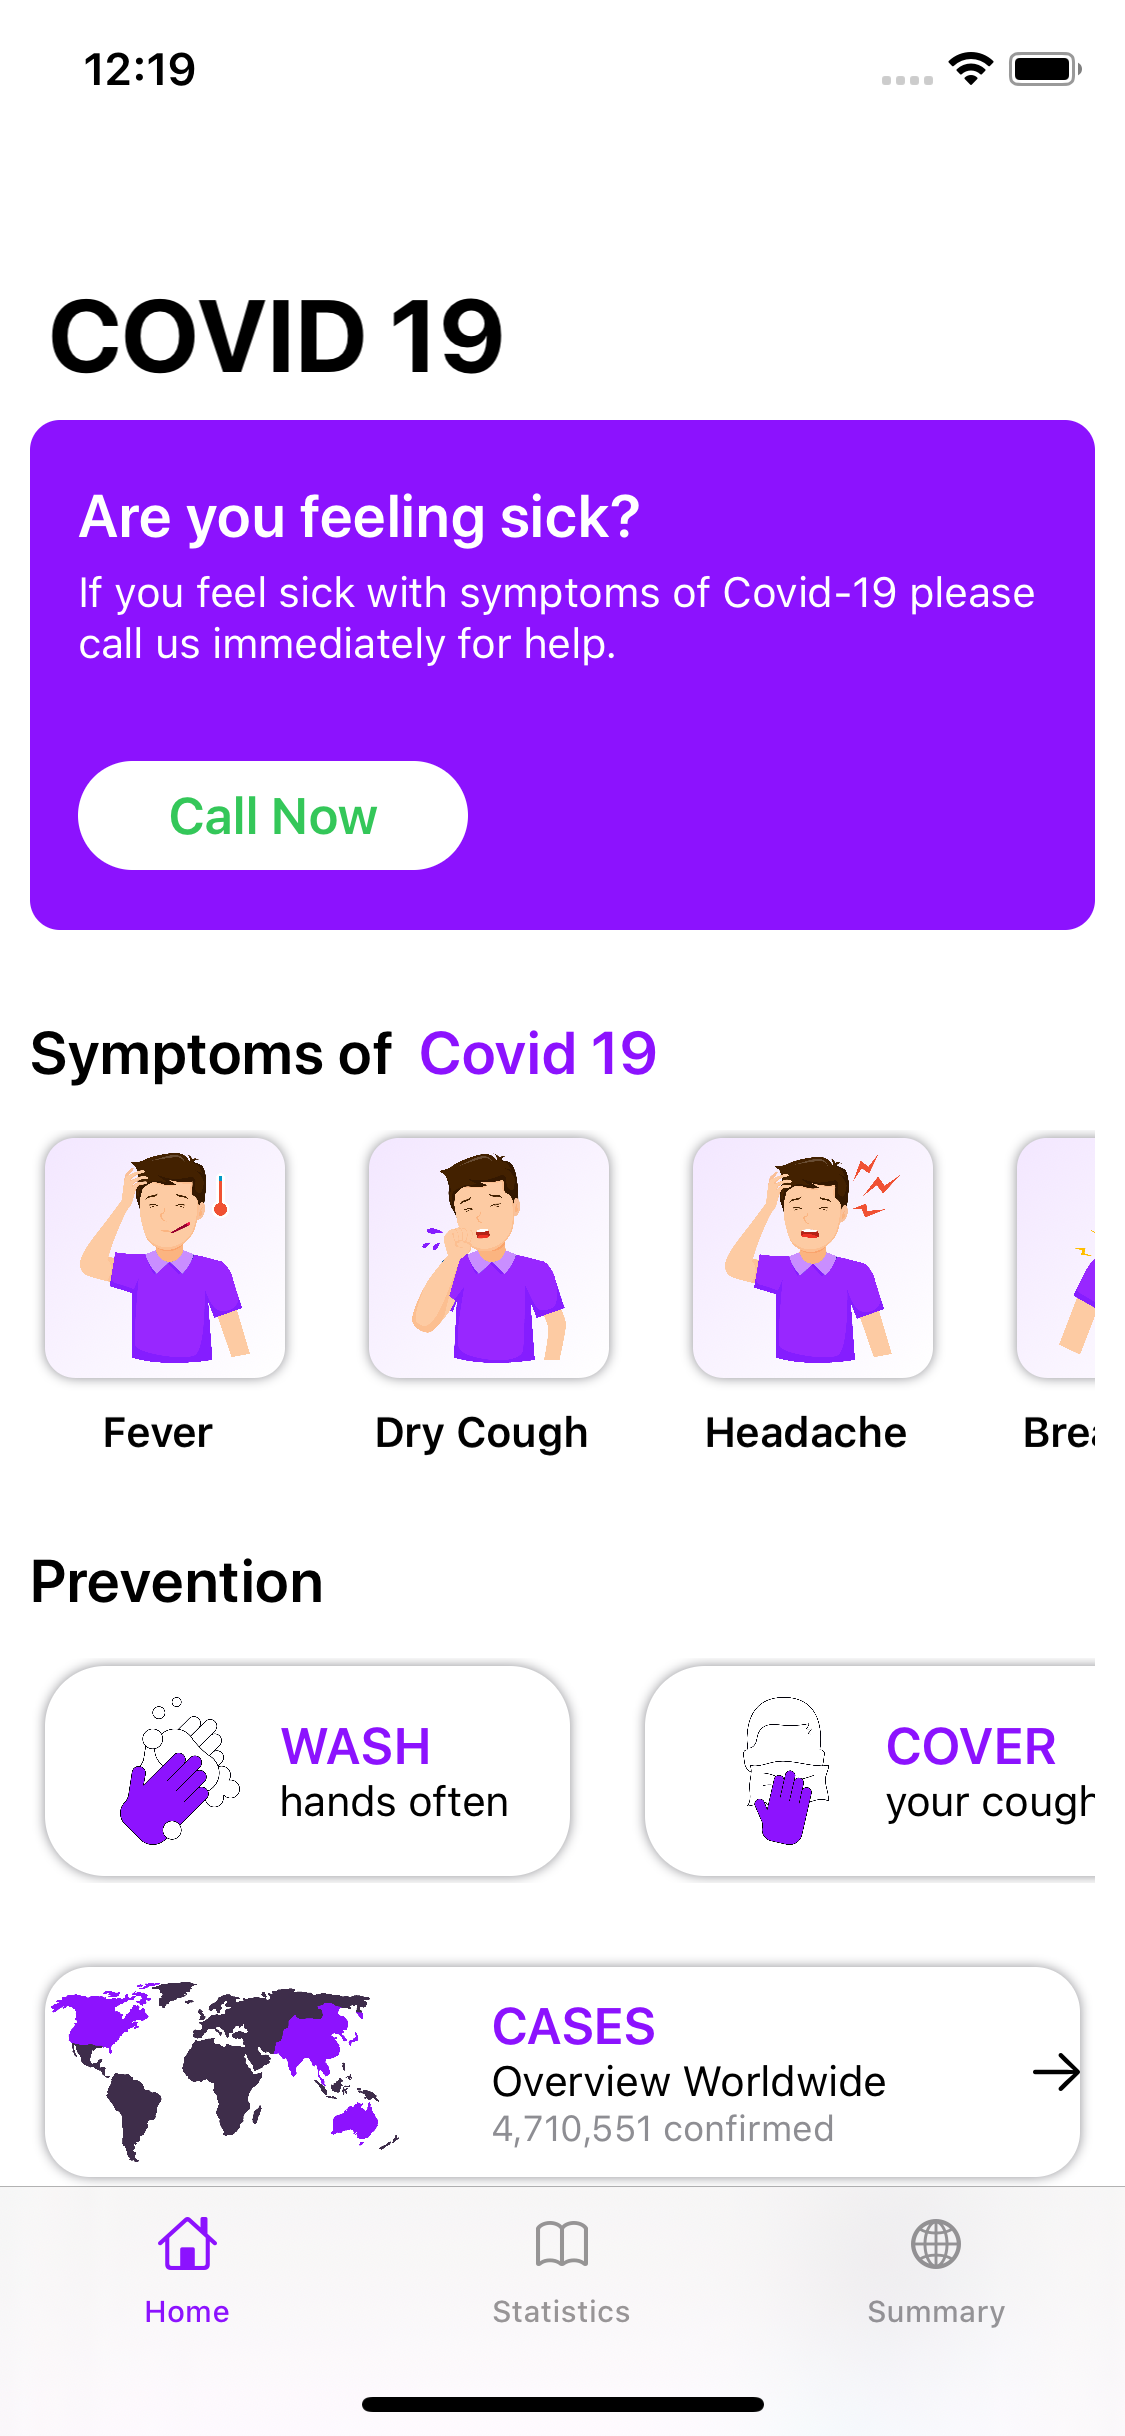 12:19
COVID 19
Are you feeling sick?
If you feel sick with symptoms of Covid-19 please
call us immediately for help.
Call Now
Symptoms of Covid 19
Fever
Dry Cough
Headache
WASH
Prevention
hands often
COVER
your cough
CASES
Overview Worldwide
4,710,551 confirmed
Home
Statistics
Summary